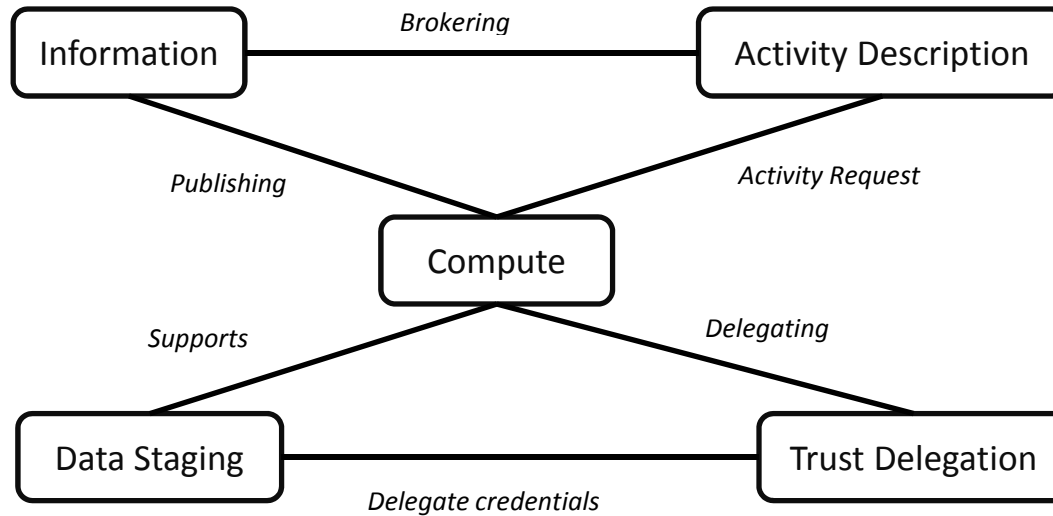 Brokering
Information
Activity Description
Publishing
Activity Request
Compute
Supports
Delegating
Data Staging
Trust Delegation
Delegate credentials